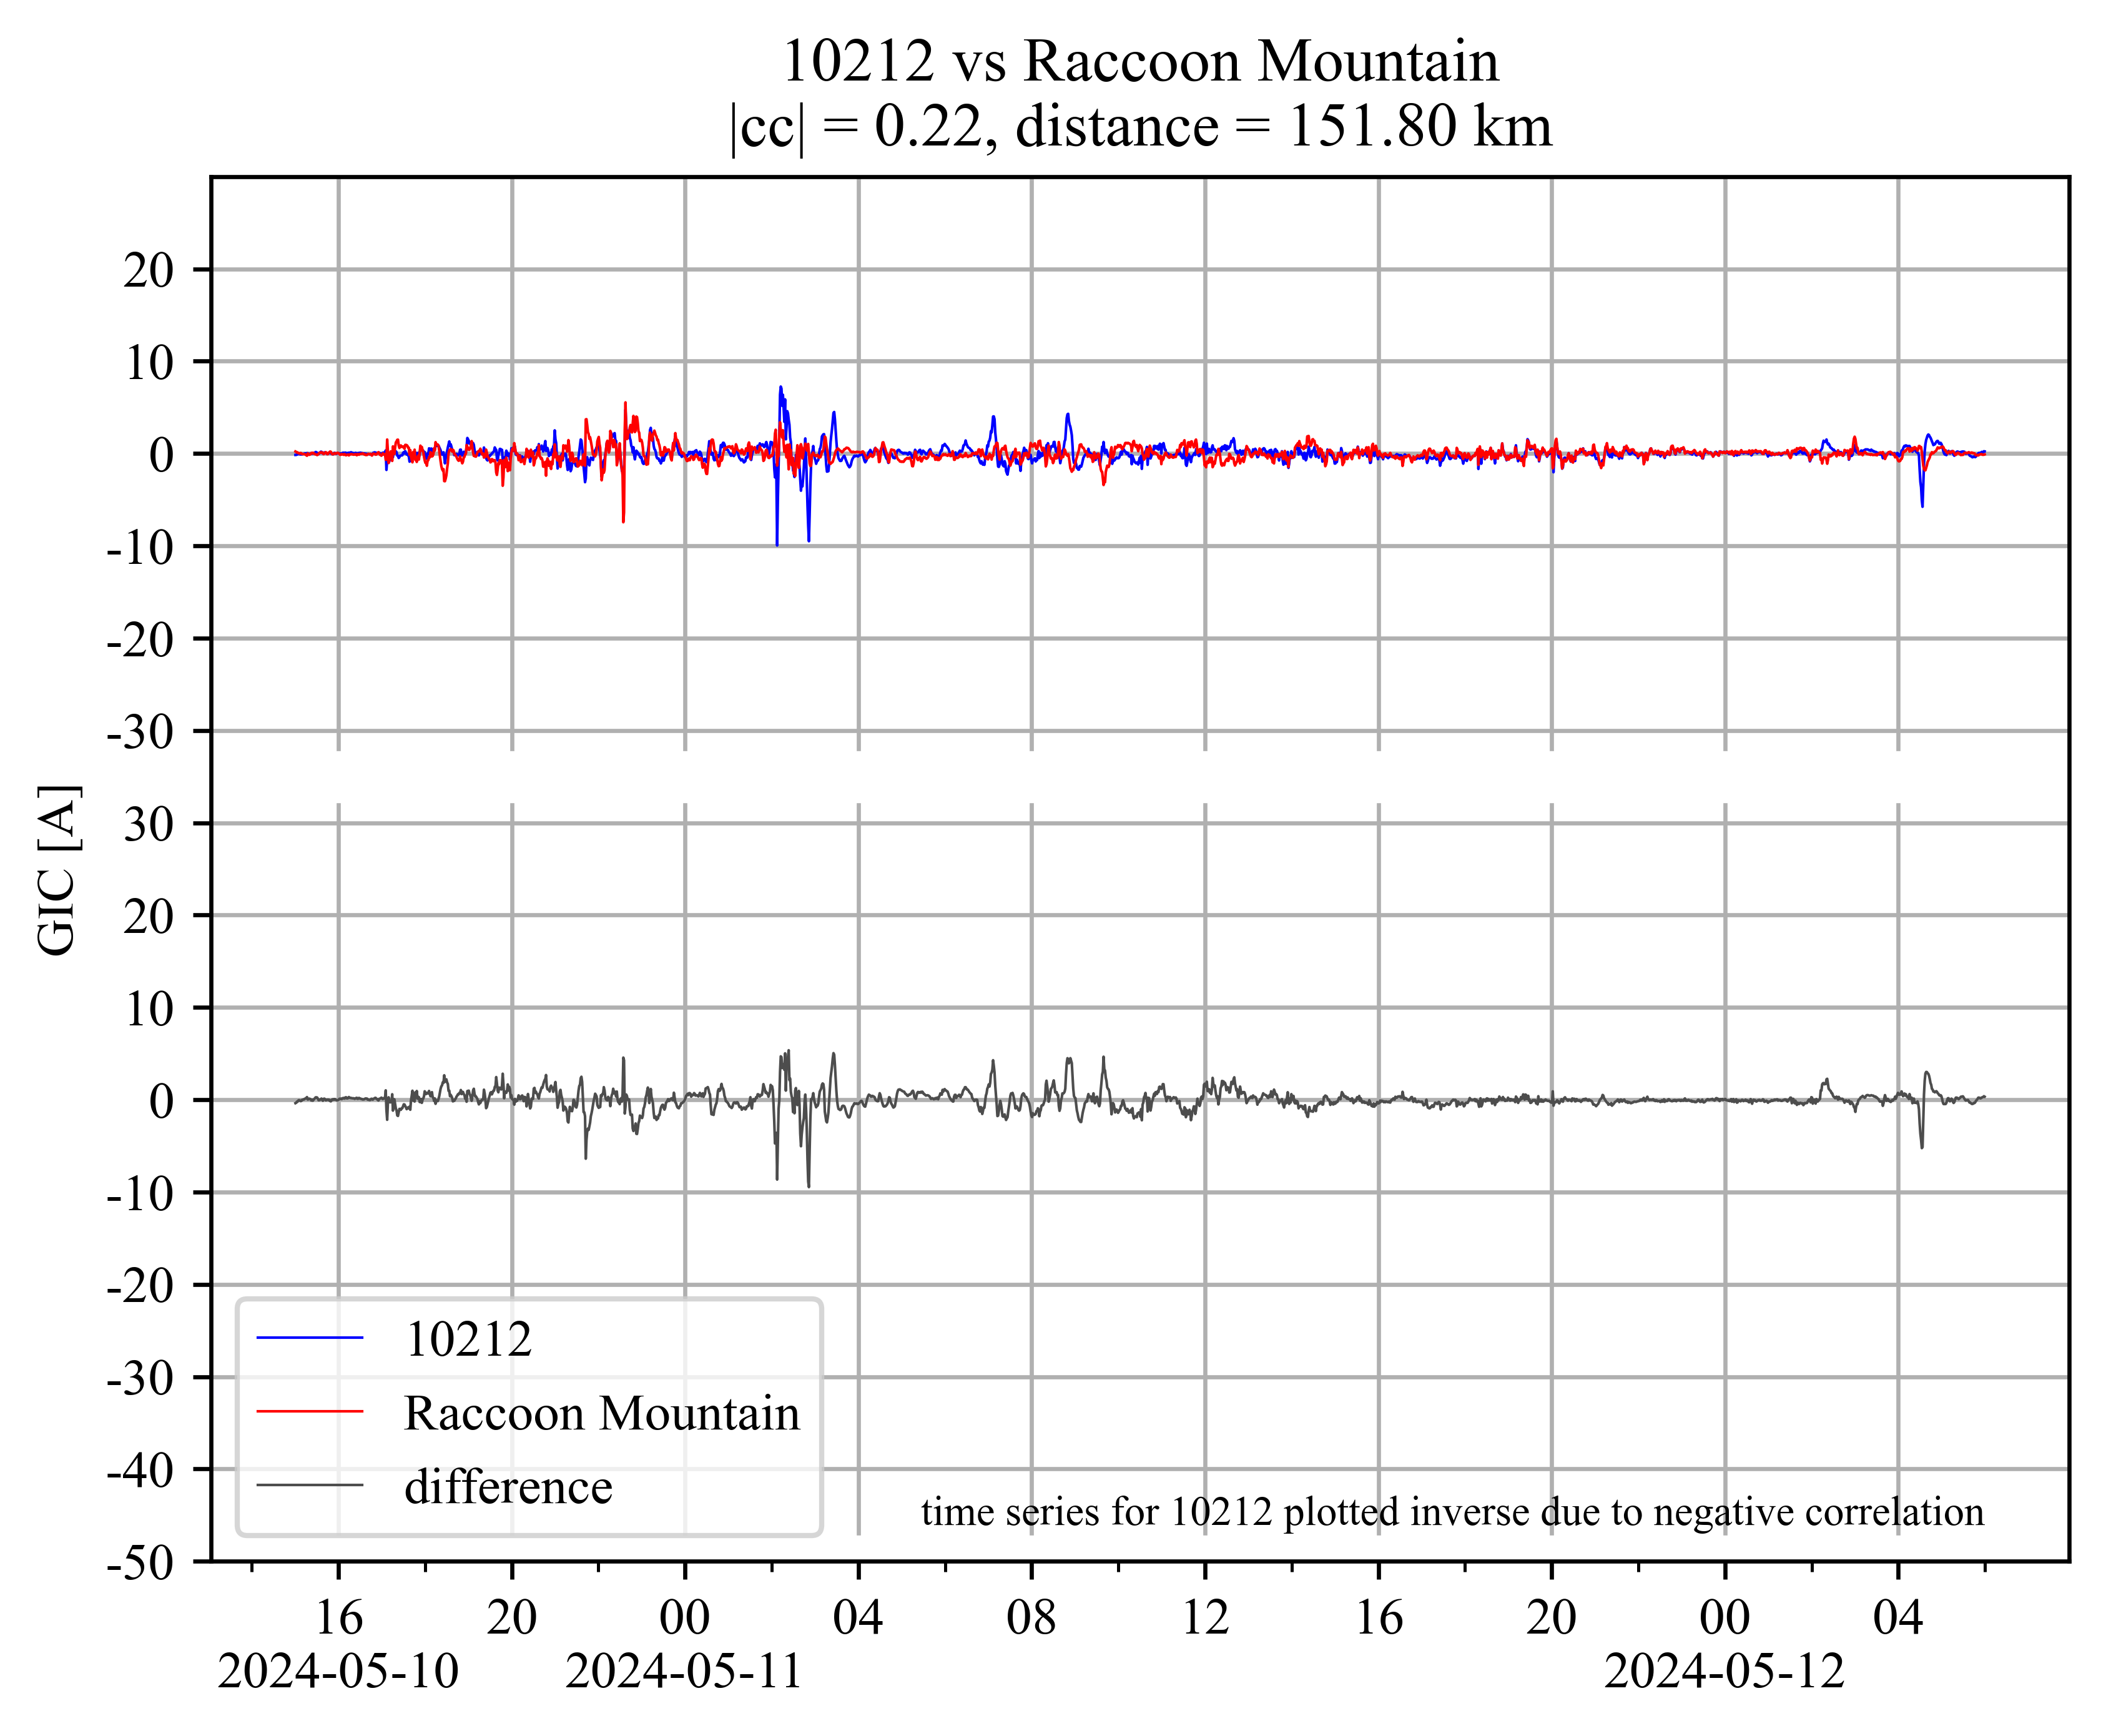 10212 vs Raccoon Mountain
|cc| = 0.22, distance = 151.80 km
GIC [A]
20
10
0
-10
-20
-30
30
20
10
0
-10
-20
-30
-40
-50
10212
Raccoon Mountain
difference
time series for 10212 plotted inverse due to negative correlation
16 20 00 04 08 12 16 20 00 04
2024-05-10 2024-05-11 2024-05-12